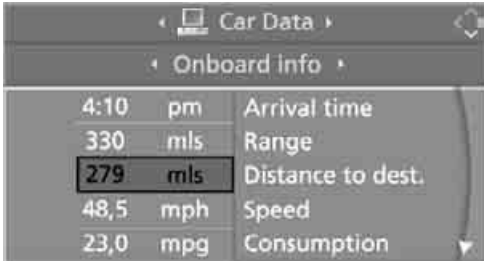 Car Data
Onboard info
4:10 pm Arrival time
330 mls Range
279 mls Distance to dest.
48,5 mph Speed
23,0 mpg Consumption